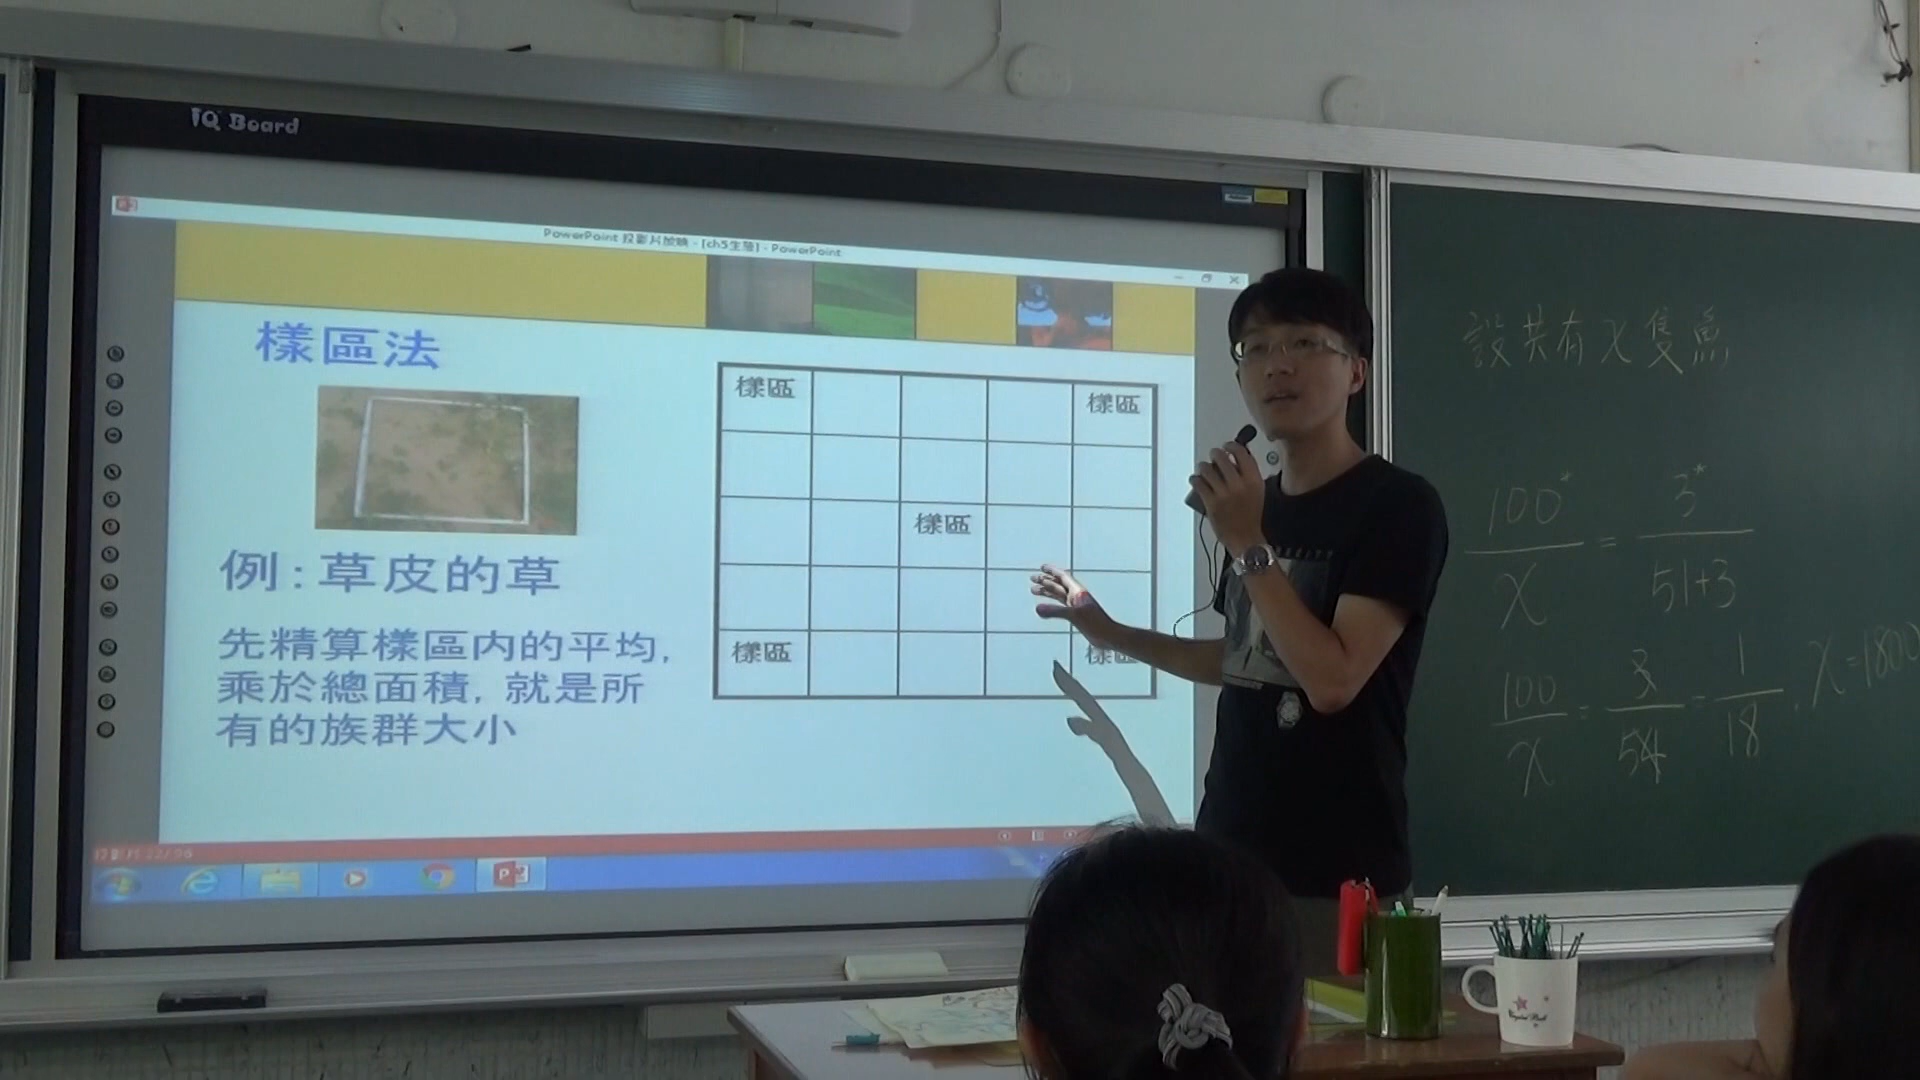 IQ Board
PowerPoint 投影片放映 - [ch5生態] - PowerPoint
樣區法
例:草皮的草
先精算樣區內的平均,
乘於總面積, 就是所
有的族群大小
樣區 樣區
樣區
樣區 樣區
設共有 x 隻魚
100* / x = 3* / 51+3
100 / x = 3 / 54 = 1 / 18 , x = 1800